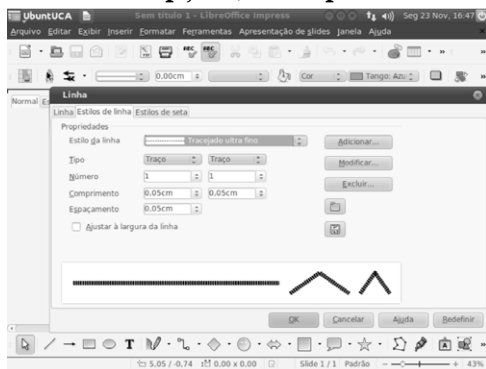 UbuntUCA Sem título 1 - LibreOffice Impress Seg 23 Nov, 16:47
Arquivo Editar Exibir Inserir Formatar Ferramentas Apresentação de slides Janela Ajuda
0,00cm Cor Tango: Azu
Normal Es
Linha
Linha Estilos de linha Estilos de seta
Propriedades
Estilo da linha Tracejado ultra fino Adicionar...
Tipo Traço Traço Modificar...
Número 1 1 Excluir...
Comprimento 0.05cm 0.05cm
Espaçamento 0.05cm
Ajustar à largura da linha
OK Cancelar Ajuda Redefinir
5.05 / -0,74 0,00 x 0.00 Slide 1 / 1 Padrão 43%